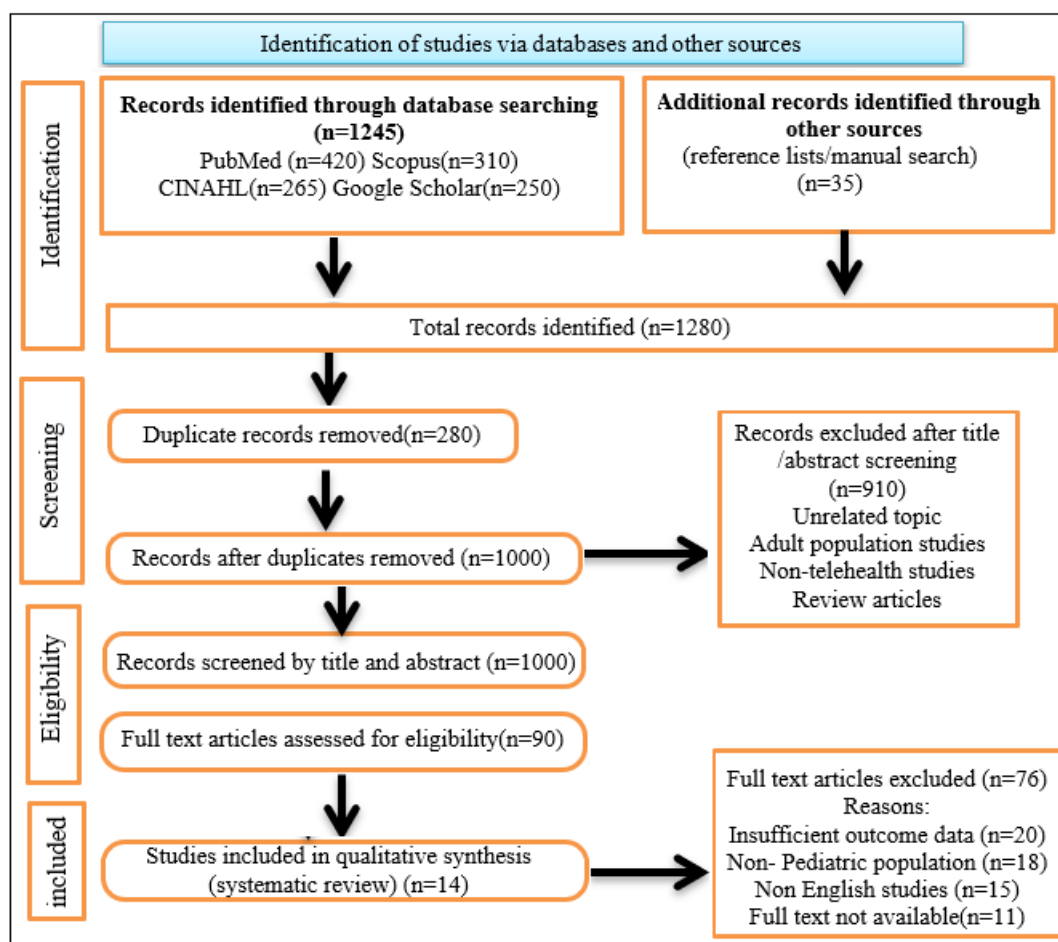 Identification of studies via databases and other sources
Identification
Records identified through database searching
(n=1245)
PubMed (n=420) Scopus(n=310)
CINAHL(n=265) Google Scholar(n=250)
Additional records identified through
other sources
(reference lists/manual search)
(n=35)
Total records identified (n=1280)
Screening
Duplicate records removed(n=280)
Records after duplicates removed (n=1000)
Records excluded after title
/abstract screening
(n=910)
Unrelated topic
Adult population studies
Non-telehealth studies
Review articles
Eligibility
Records screened by title and abstract (n=1000)
Full text articles assessed for eligibility(n=90)
included
Studies included in qualitative synthesis
(systematic review) (n=14)
Full text articles excluded (n=76)
Reasons:
Insufficient outcome data (n=20)
Non- Pediatric population (n=18)
Non English studies (n=15)
Full text not available(n=11)